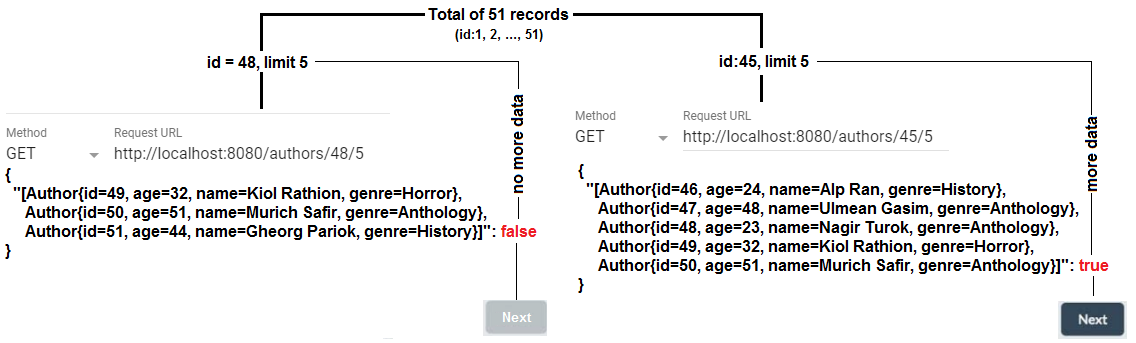 Total of 51 records
(id:1, 2, ..., 51)
id = 48, limit 5
no more data
Method
Request URL
GET
http://localhost:8080/authors/48/5
{
"[Author{id=49, age=32, name=Kiol Rathion, genre=Horror},
Author{id=50, age=51, name=Murich Safir, genre=Anthology},
Author{id=51, age=44, name=Gheorg Pariok, genre=History}]": false
}
Next
id:45, limit 5
more data
Method
Request URL
GET
http://localhost:8080/authors/45/5
{
"[Author{id=46, age=24, name=Alp Ran, genre=History},
Author{id=47, age=48, name=Ulmean Gasim, genre=Anthology},
Author{id=48, age=23, name=Nagir Turok, genre=Anthology},
Author{id=49, age=32, name=Kiol Rathion, genre=Horror},
Author{id=50, age=51, name=Murich Safir, genre=Anthology}]": true
}
Next